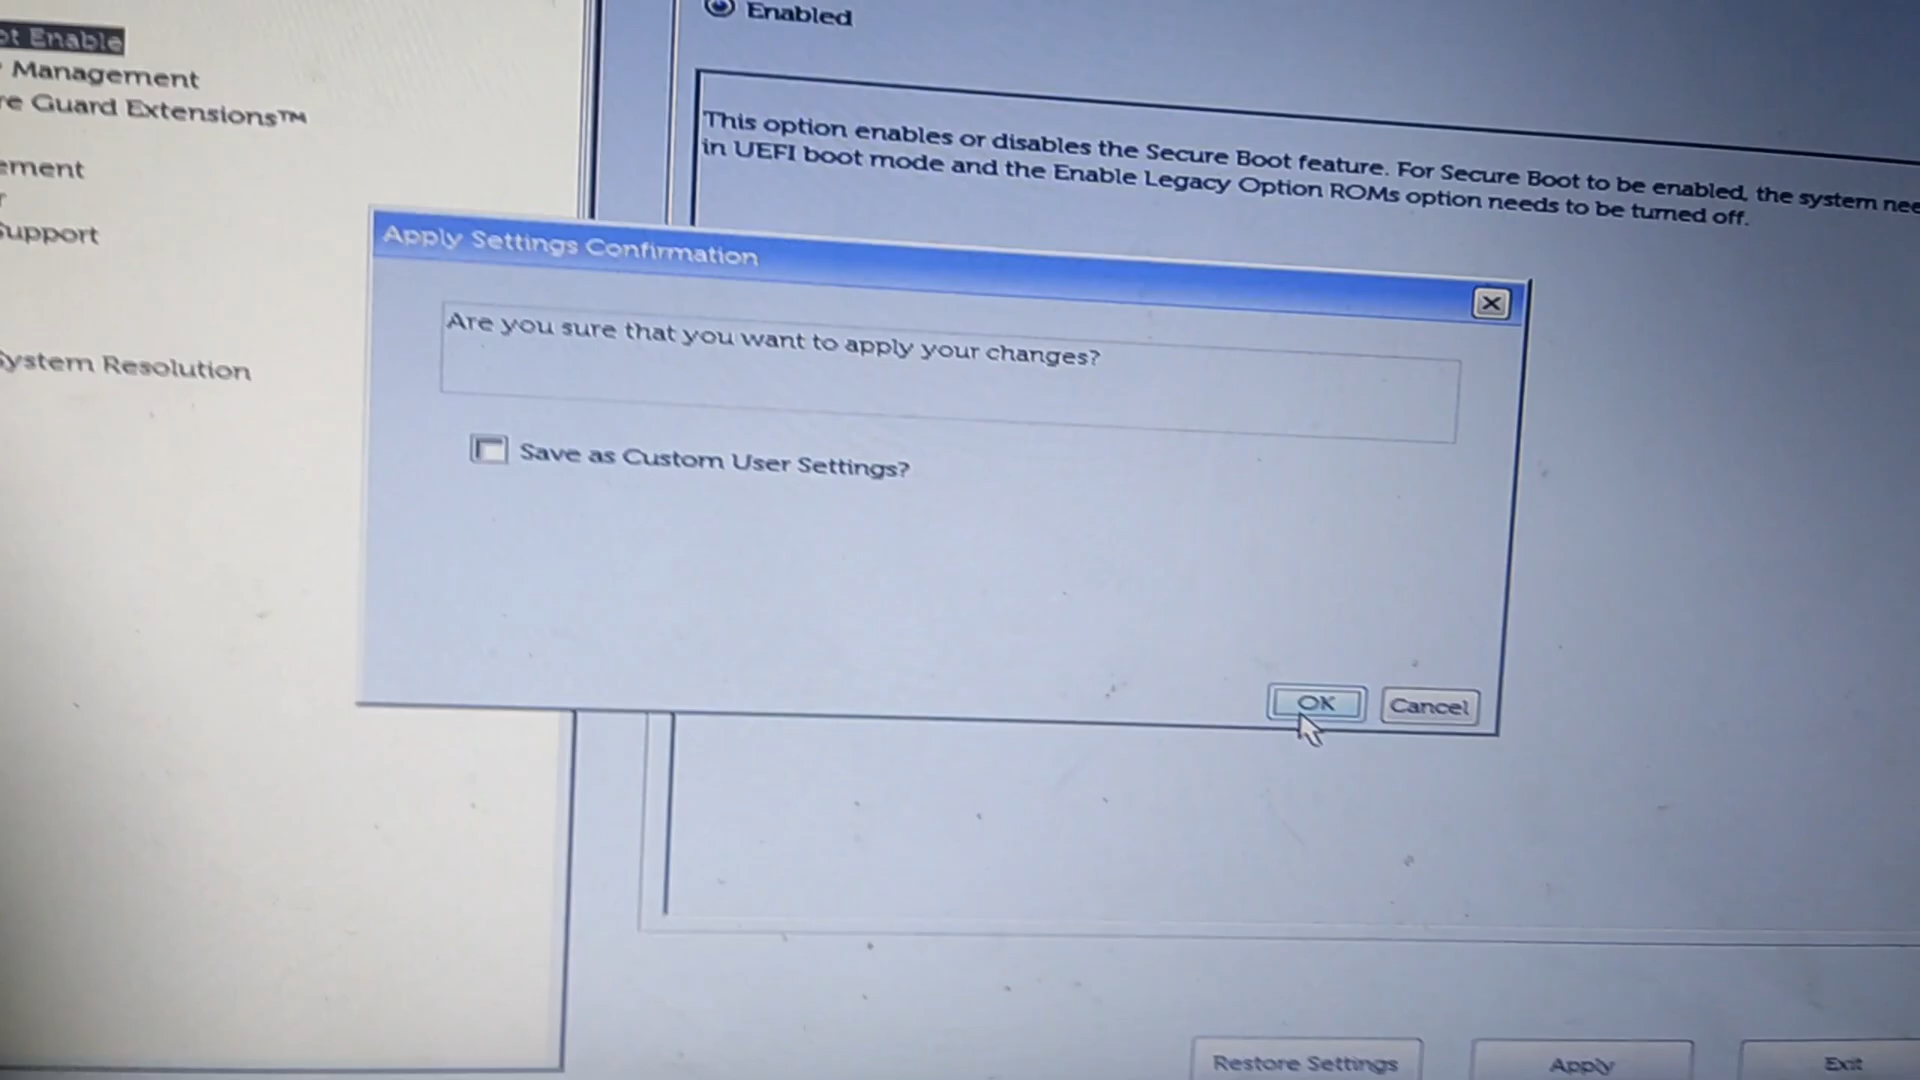 Enabled
ot Enable
Management
re Guard Extensions™
ement
r
Support
System Resolution
This option enables or disables the Secure Boot feature. For Secure Boot to be enabled, the system nee
in UEFI boot mode and the Enable Legacy Option ROMs option needs to be turned off.
Apply Settings Confirmation
Are you sure that you want to apply your changes?
Save as Custom User Settings?
OK
Cancel
Restore Settings
Apply
Exit